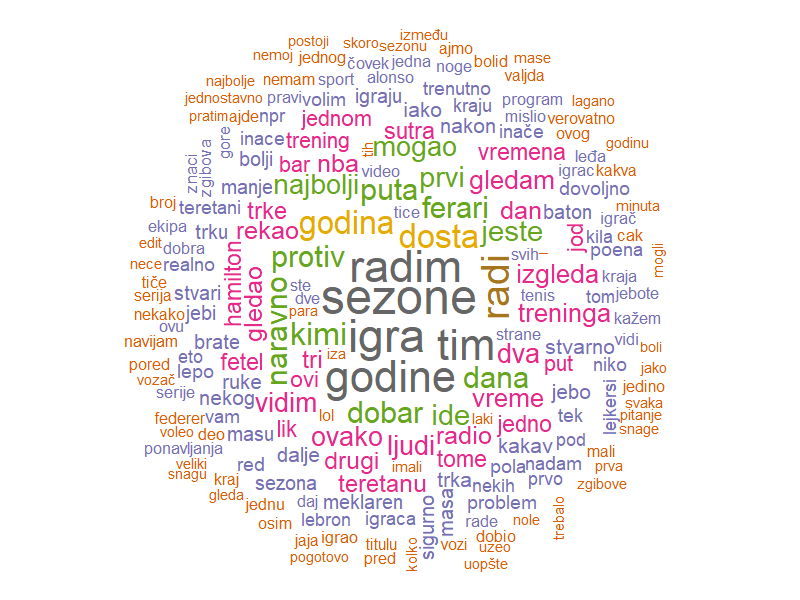 između
postoji skoro sezonu ajmo
nemoj jednog čovek jedna noge bolid mase
najbolje nemam sport alonso trenutno valjda
jednostavno pravi volim igraju iako kraju program lagano
pratim ajde npr jednom sutra nakon mislio verovatno
gore inace trening tih mogao inače ovog godinu
znaci zgibova bolji bar nba video najbolji puta prvi vremena gledam leđa igrac kakva
manje tice ferari dan dovoljno
broj teretani trke godina dosta jeste baton igrač minuta
ekipa trku rekao jod kila cak
edit dobra protiv radim radi svih– poena mogli
nece realno hamilton gledao ste izgleda kraja
tiče stvari dve sezone tenis tom jebote
serija jebi para treninga kažem
nekako naravno kimi igra tim strane vidi
ovu brate iza stvarno boli
navijam eto fetel tri dva put niko jako
pored lepo ovi godine dana jedino
vozač ruke vreme jebo lejkersi svaka
serije nekog vidim lol dobar ide laki tek pitanje
federer vam jedno snage
voleo deo masu lik ovako ljudi radio kakav pod
ponavljanja dalje drugi imali tome pola nadam mali
veliki red prva
snagu kraj sezona teretanu trka nekih prvo zgibove
gleda jednu daj meklaren sigurno masa problem
osim lebron igraca rade nole trebalo
jaja igrao titulu kolko vozi uzeo dobio
pogotovo pred uopšte